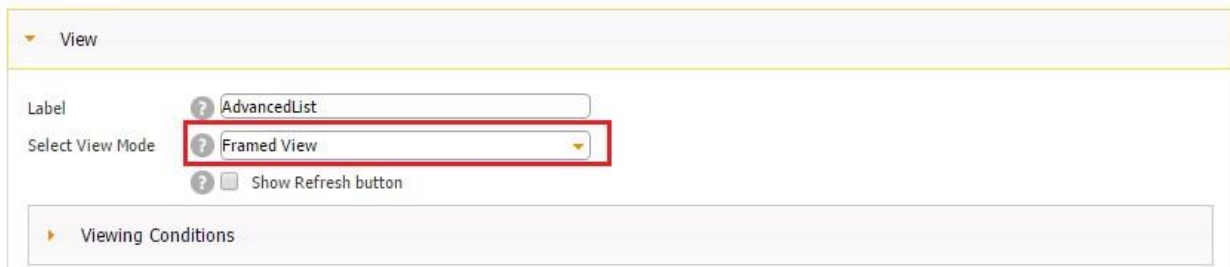 View
Label ? AdvancedList
Select View Mode ? Framed View
? Show Refresh button
Viewing Conditions